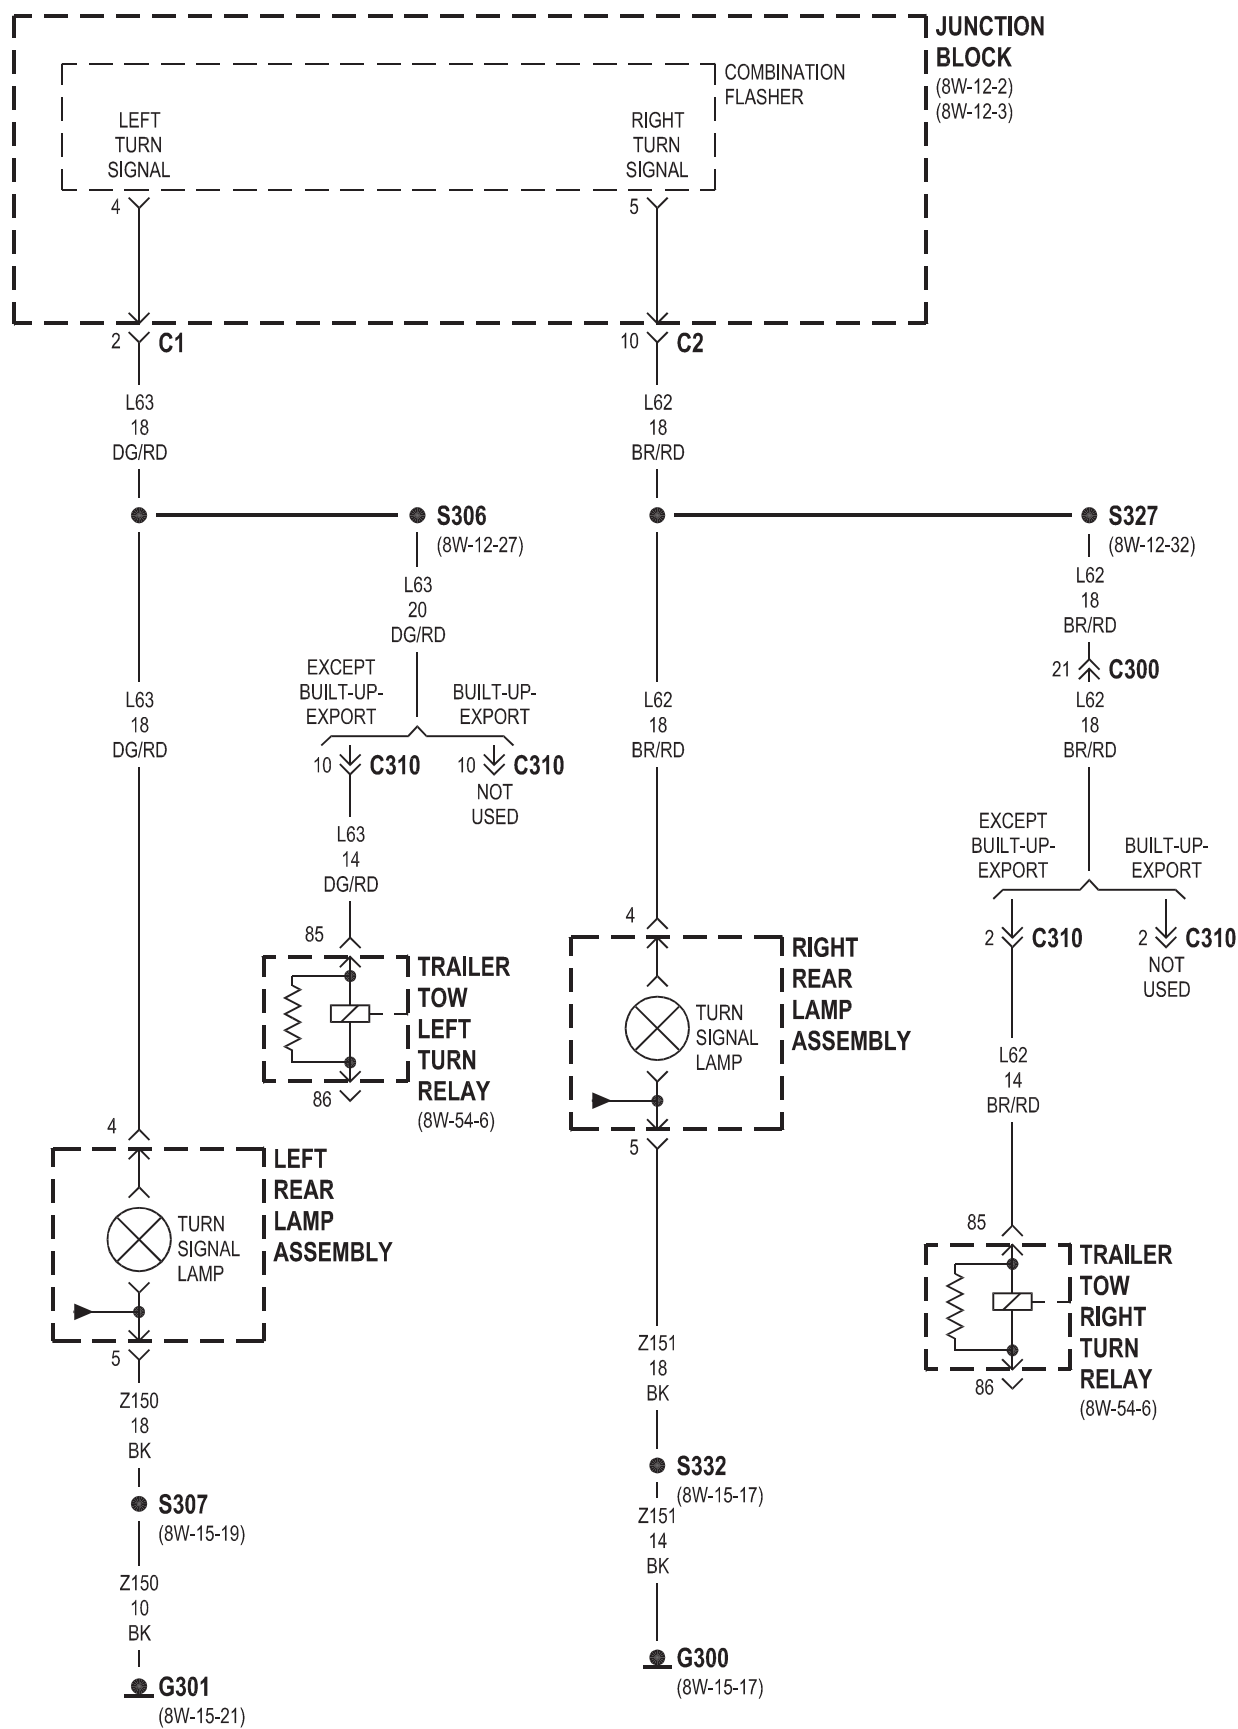 JUNCTION
BLOCK
(8W-12-2)
(8W-12-3)
COMBINATION
FLASHER
LEFT
TURN
SIGNAL
RIGHT
TURN
SIGNAL
4
5
2
C1
10
C2
L63
18
DG/RD
L62
18
BR/RD
S306
(8W-12-27)
S327
(8W-12-32)
L63
20
DG/RD
L62
18
BR/RD
EXCEPT
BUILT-UP-
EXPORT
BUILT-UP-
EXPORT
21
C300
L63
18
DG/RD
L62
18
BR/RD
L62
18
BR/RD
10
C310
10
C310
NOT
USED
L63
14
DG/RD
EXCEPT
BUILT-UP-
EXPORT
BUILT-UP-
EXPORT
85
4
2
C310
2
C310
NOT
USED
TRAILER
TOW
LEFT
TURN
RELAY
(8W-54-6)
86
RIGHT
REAR
LAMP
ASSEMBLY
TURN
SIGNAL
LAMP
5
L62
14
BR/RD
4
LEFT
REAR
LAMP
ASSEMBLY
TURN
SIGNAL
LAMP
5
85
TRAILER
TOW
RIGHT
TURN
RELAY
(8W-54-6)
86
Z151
18
BK
Z150
18
BK
S332
(8W-15-17)
S307
(8W-15-19)
Z151
14
BK
Z150
10
BK
G300
(8W-15-17)
G301
(8W-15-21)